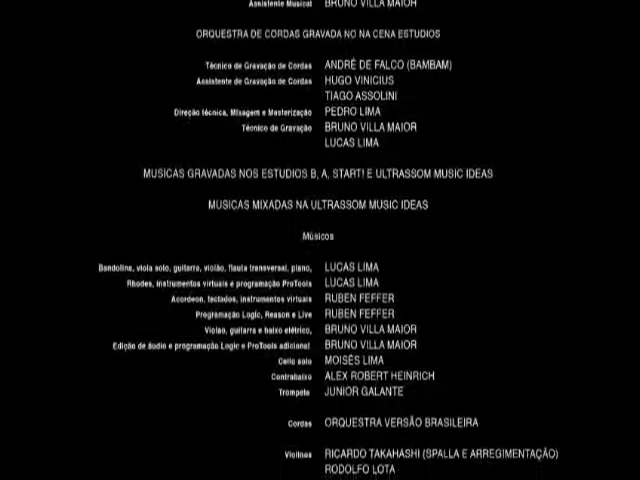 Assistente Musical BRUNO VILLA MAIOR
ORQUESTRA DE CORDAS GRAVADA NO NA CENA ESTUDIOS
Técnico de Gravação de Cordas ANDRÉ DE FALCO (BAMBAM)
Assistente de Gravação de Cordas HUGO VINICIUS
TIAGO ASSOLINI
Direção técnica, Mixagem e Masterização PEDRO LIMA
Técnico de Gravação BRUNO VILLA MAIOR
LUCAS LIMA
MUSICAS GRAVADAS NOS ESTUDIOS B, A, START! E ULTRASSOM MUSIC IDEAS
MUSICAS MIXADAS NA ULTRASSOM MUSIC IDEAS
Músicos
Bandolins, viola solo, guitarra, violão, flauta transversal, piano, LUCAS LIMA
Rhodes, instrumentos virtuais e programação ProTools LUCAS LIMA
Acordeon, teclados, instrumentos virtuais RUBEN FEFFER
Programação Logic, Reason e Live RUBEN FEFFER
Violao, guitarra e baixo elétrico, BRUNO VILLA MAIOR
Edição de áudio e programação Logic e ProTools adicional BRUNO VILLA MAIOR
Cello solo MOISÉS LIMA
Contrabaixo ALEX ROBERT HEINRICH
Trompete JUNIOR GALANTE
Cordas ORQUESTRA VERSÃO BRASILEIRA
Violinos RICARDO TAKAHASHI (SPALLA E ARREGIMENTAÇÃO)
RODOLFO LOTA